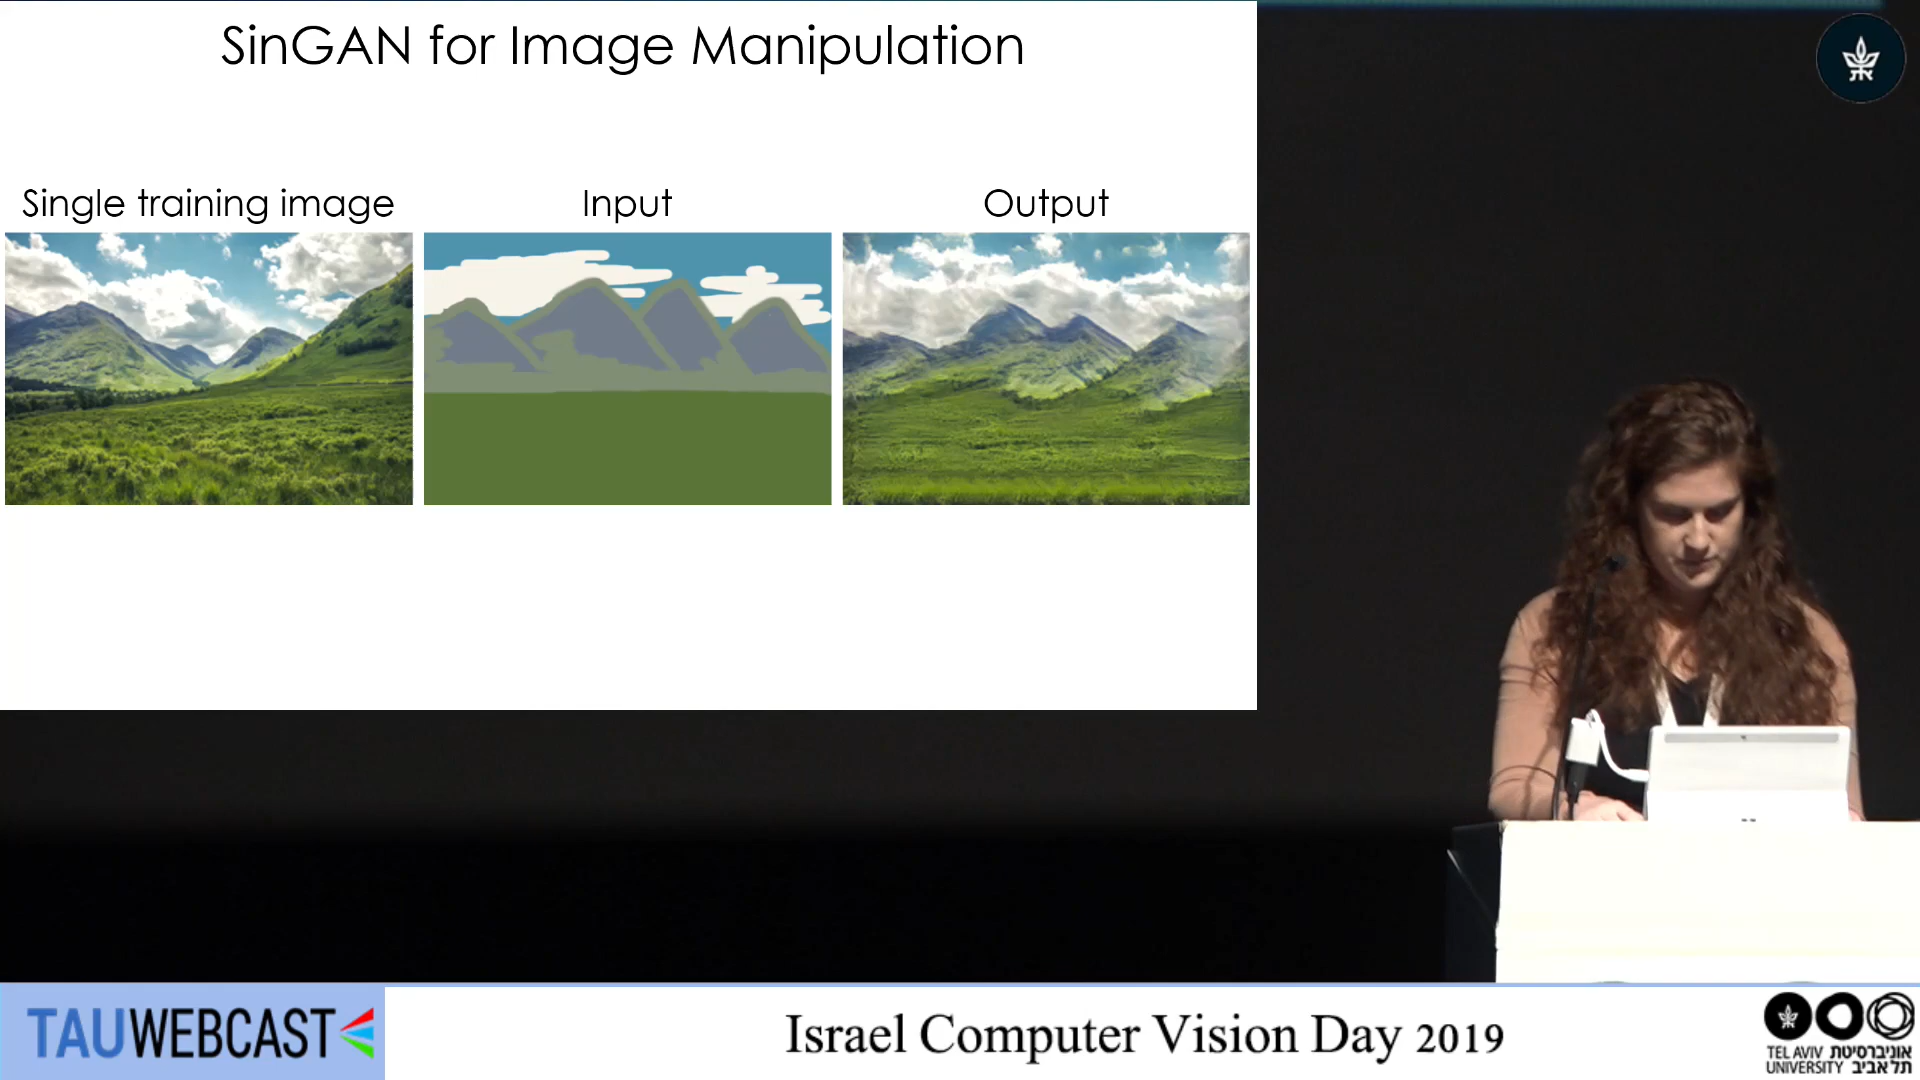 SinGAN for Image Manipulation
Single training image
Input
Output
TAUWEBCAST
Israel Computer Vision Day 2019
TEL AVIV אוניברסיטת
UNIVERSITY תל אביב